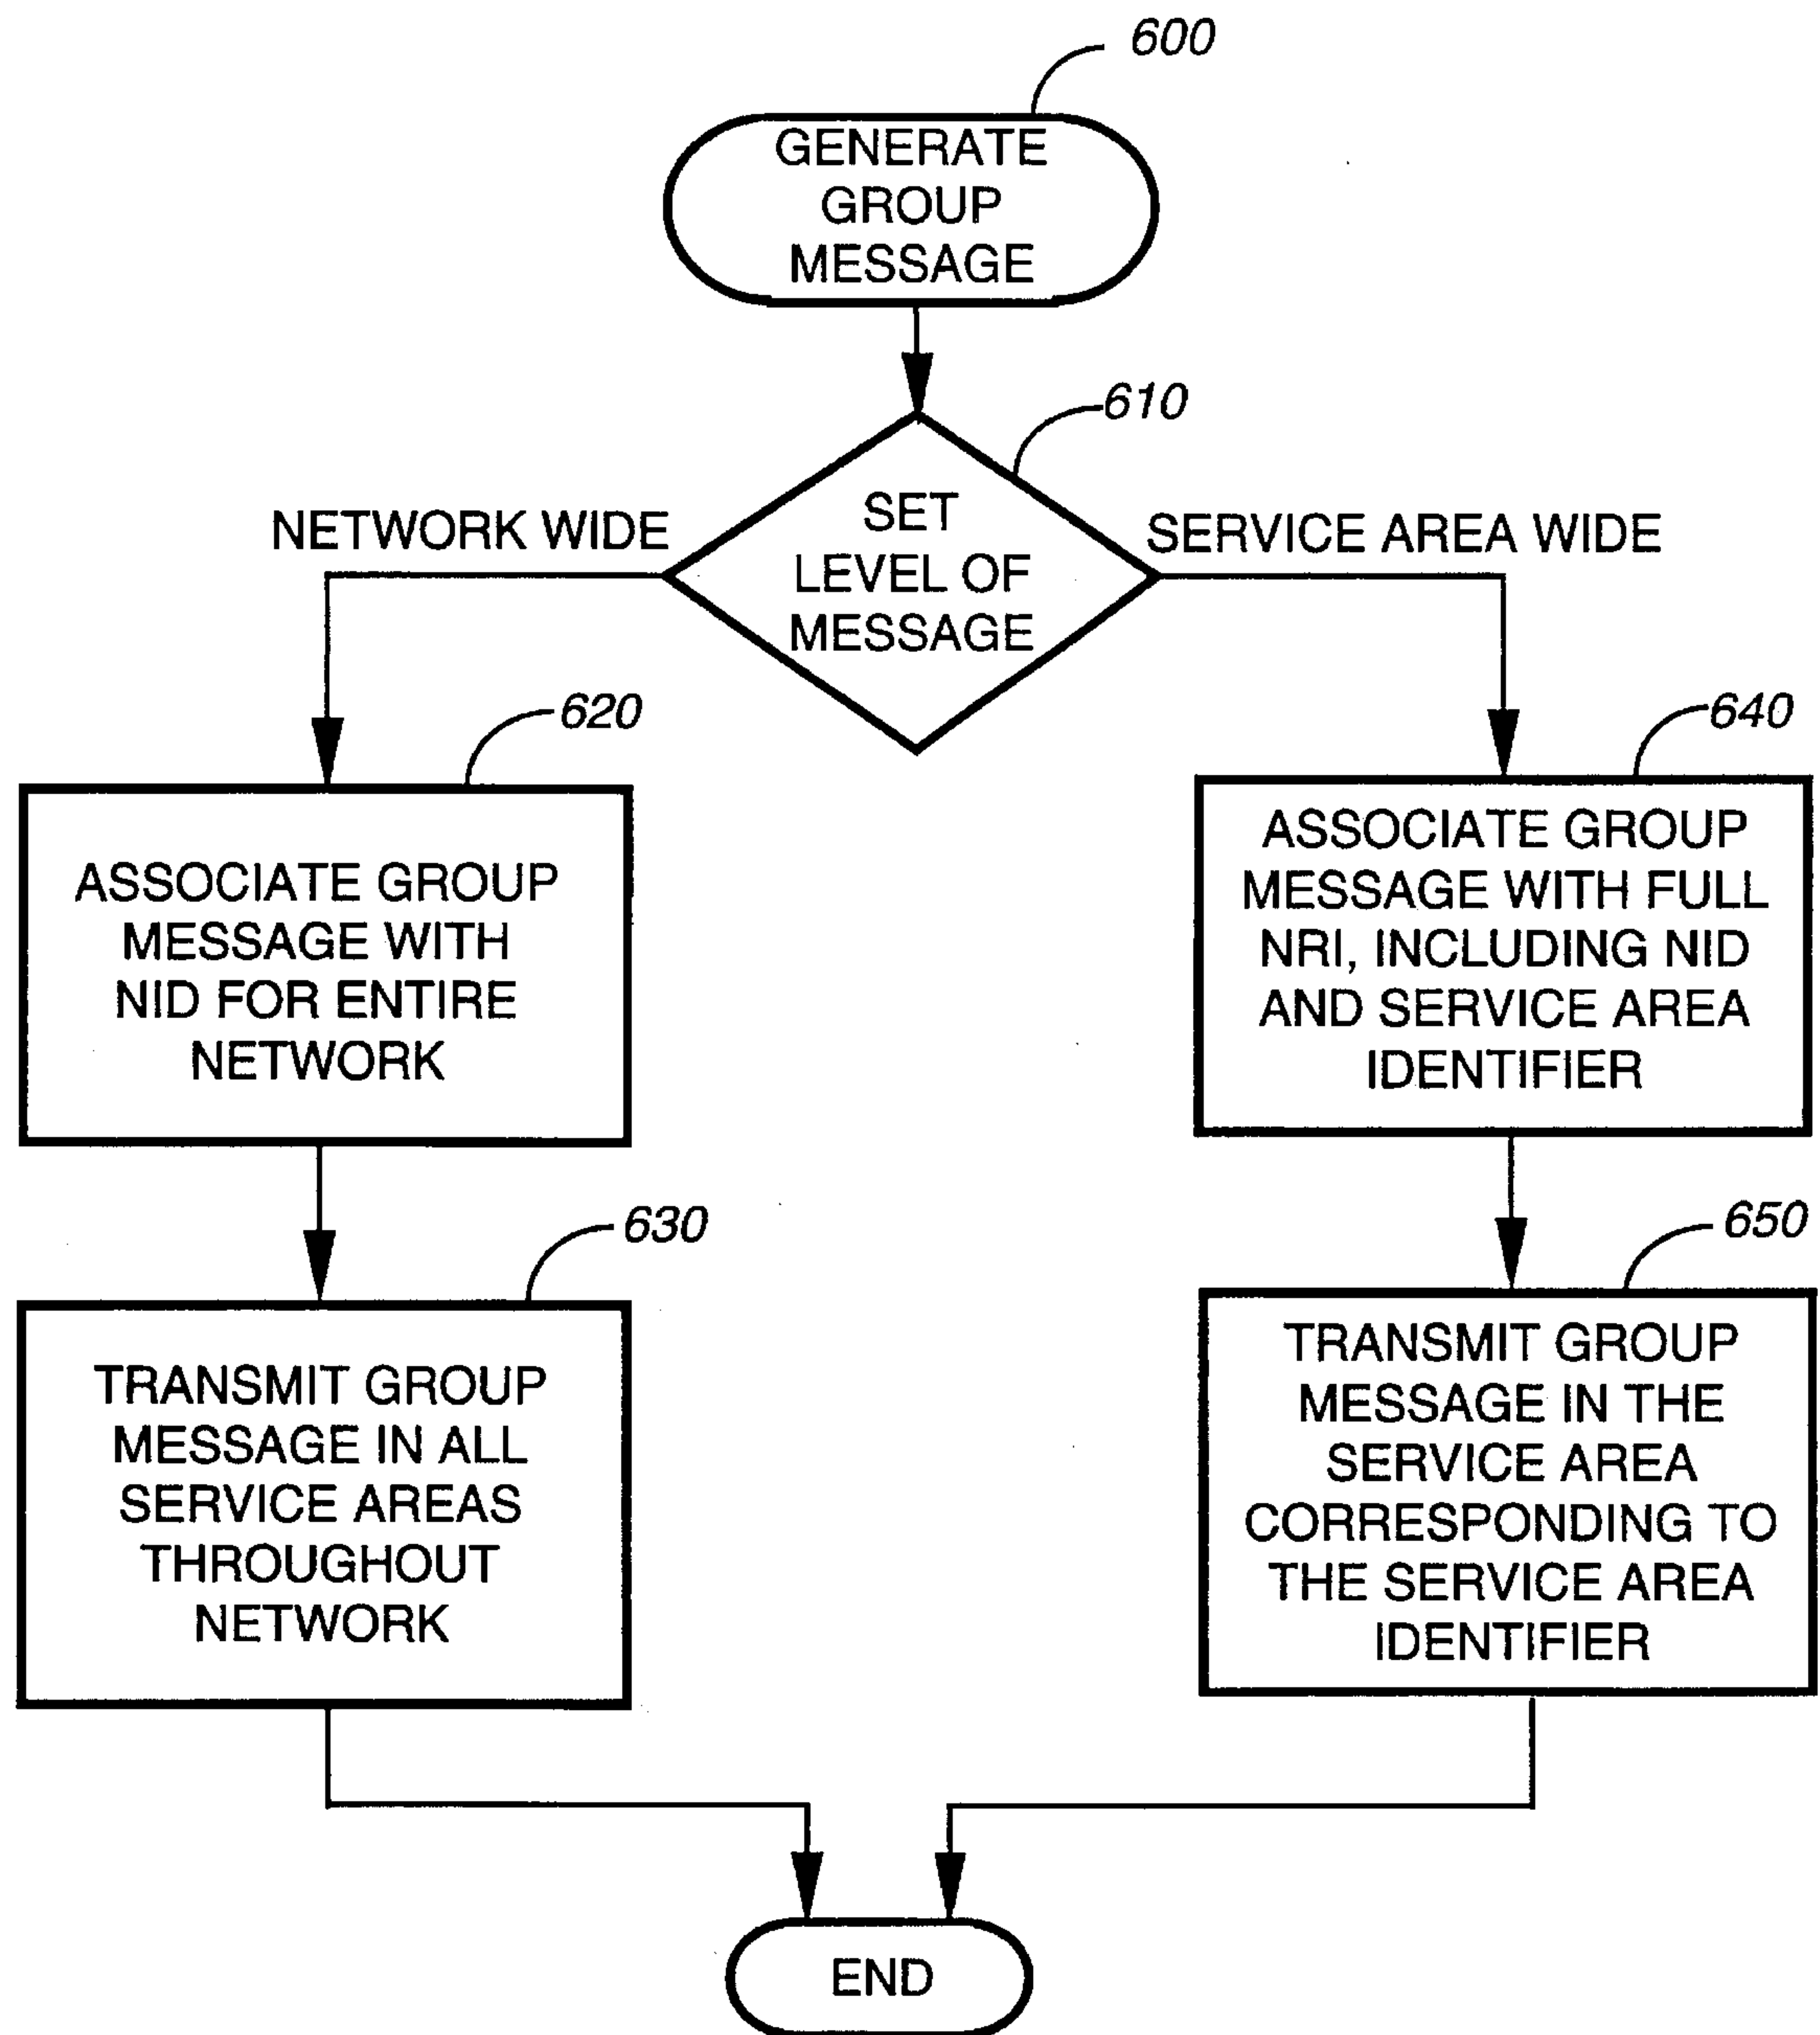 600
GENERATE
GROUP
MESSAGE
610
SET
LEVEL OF
MESSAGE
NETWORK WIDE
SERVICE AREA WIDE
620
ASSOCIATE GROUP
MESSAGE WITH
NID FOR ENTIRE
NETWORK
630
TRANSMIT GROUP
MESSAGE IN ALL
SERVICE AREAS
THROUGHOUT
NETWORK
640
ASSOCIATE GROUP
MESSAGE WITH FULL
NRI, INCLUDING NID
AND SERVICE AREA
IDENTIFIER
650
TRANSMIT GROUP
MESSAGE IN THE
SERVICE AREA
CORRESPONDING TO
THE SERVICE AREA
IDENTIFIER
END